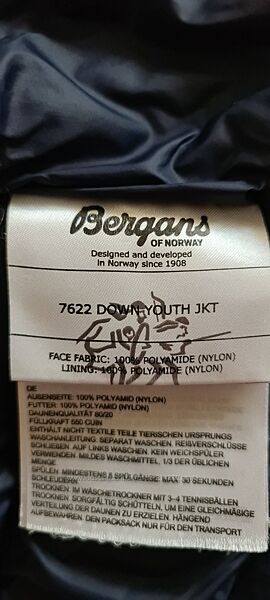 Bergans
OF NORWAY
Designed and developed
in Norway since 1908
7622 DOWN YOUTH JKT
FACE FABRIC: 100% POLYAMIDE (NYLON)
LINING: 100% POLYAMIDE (NYLON)
DE
AUSSENSEITE: 100% POLYAMID (NYLON)
FUTTER: 100% POLYAMID (NYLON)
DAUNENQUALITÄT 80/20
FÜLLKRAFT 550 CUIN
ENTHÄLT NICHT TEXTILE TEILE TIERISCHEN URSPRUNGS
WASCHANLEITUNG: SEPARAT WASCHEN. REIßVERSCHLÜSSE
SCHLIEßEN. AUF LINKS WASCHEN. KEIN WEICHSPÜLER
VERWENDEN. MILDES WASCHMITTEL, 1/3 DER ÜBLICHEN
MENGE
SPÜLEN: MINDESTENS 5 SPÜLGÄNGE. MAX. 30 SEKUNDEN
SCHLEUDERN
TROCKNEN: IM WÄSCHETROCKNER MIT 3-4 TENNISBÄLLEN
TROCKNEN. SORGFÄLTIG SCHÜTTELN, UM EINE GLEICHMÄßIGE
VERTEILUNG DER DAUNEN ZU ERZIELEN. HÄNGEND
AUFBEWAHREN. DEN PACKSACK NUR FÜR DEN TRANSPORT